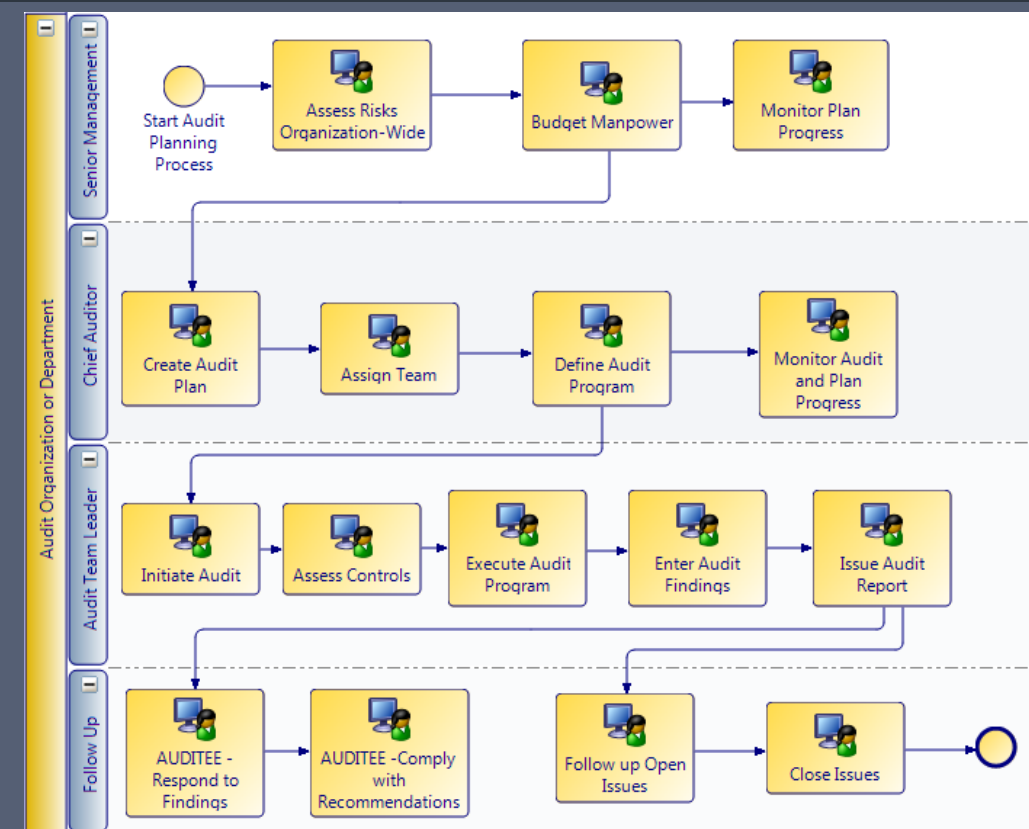 Audit Organization or Department
Senior Management
Start Audit
Planning
Process
Assess Risks
Organization-Wide
Budget Manpower
Monitor Plan
Progress
Chief Auditor
Create Audit
Plan
Assign Team
Define Audit
Program
Monitor Audit
and Plan
Progress
Audit Team Leader
Initiate Audit
Assess Controls
Execute Audit
Program
Enter Audit
Findings
Issue Audit
Report
Follow Up
AUDITEE -
Respond to
Findings
AUDITEE -Comply
with
Recommendations
Follow up Open
Issues
Close Issues